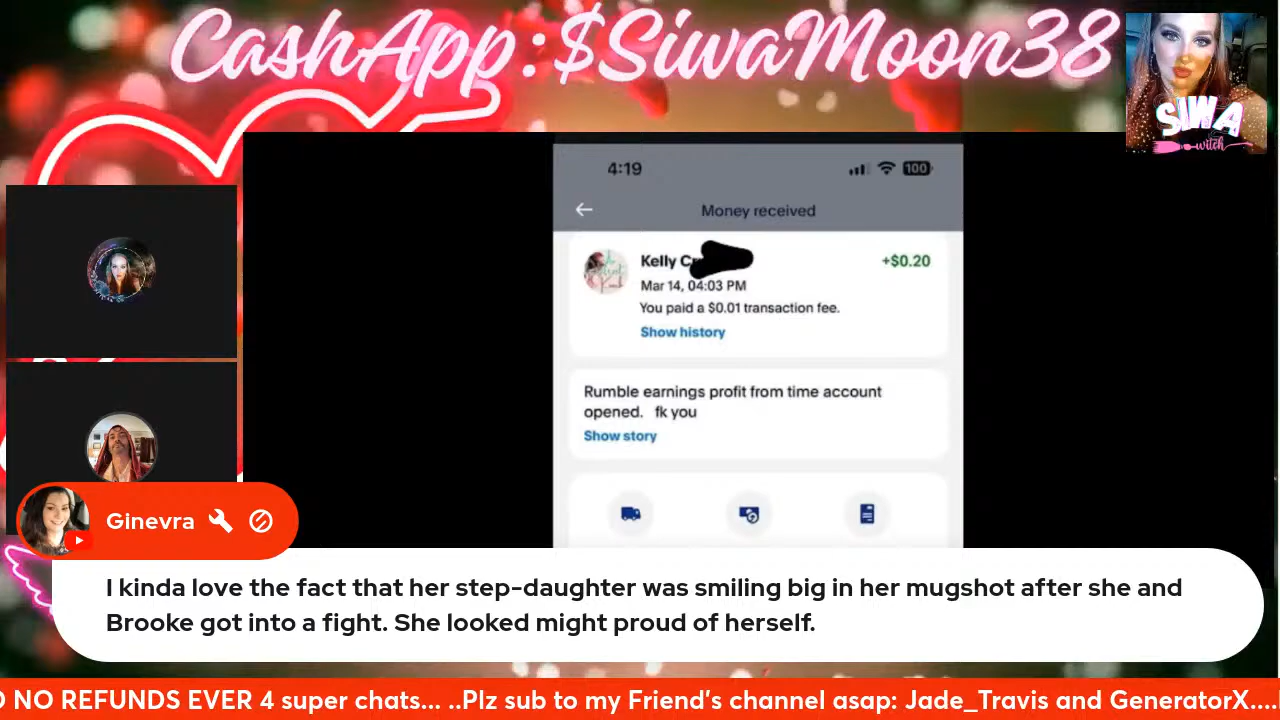 CashApp:$SiwaMoon38
SIWA
witch
4:19
100
Money received
Kelly
+$0.20
Mar 14, 04:03 PM
You paid a $0.01 transaction fee.
Show history
Rumble earnings profit from time account
opened. fk you
Show story
Ginevra
I kinda love the fact that her step-daughter was smiling big in her mugshot after she and
Brooke got into a fight. She looked might proud of herself.
NO REFUNDS EVER 4 super chats... ..Plz sub to my Friend's channel asap: Jade_Travis and GeneratorX....